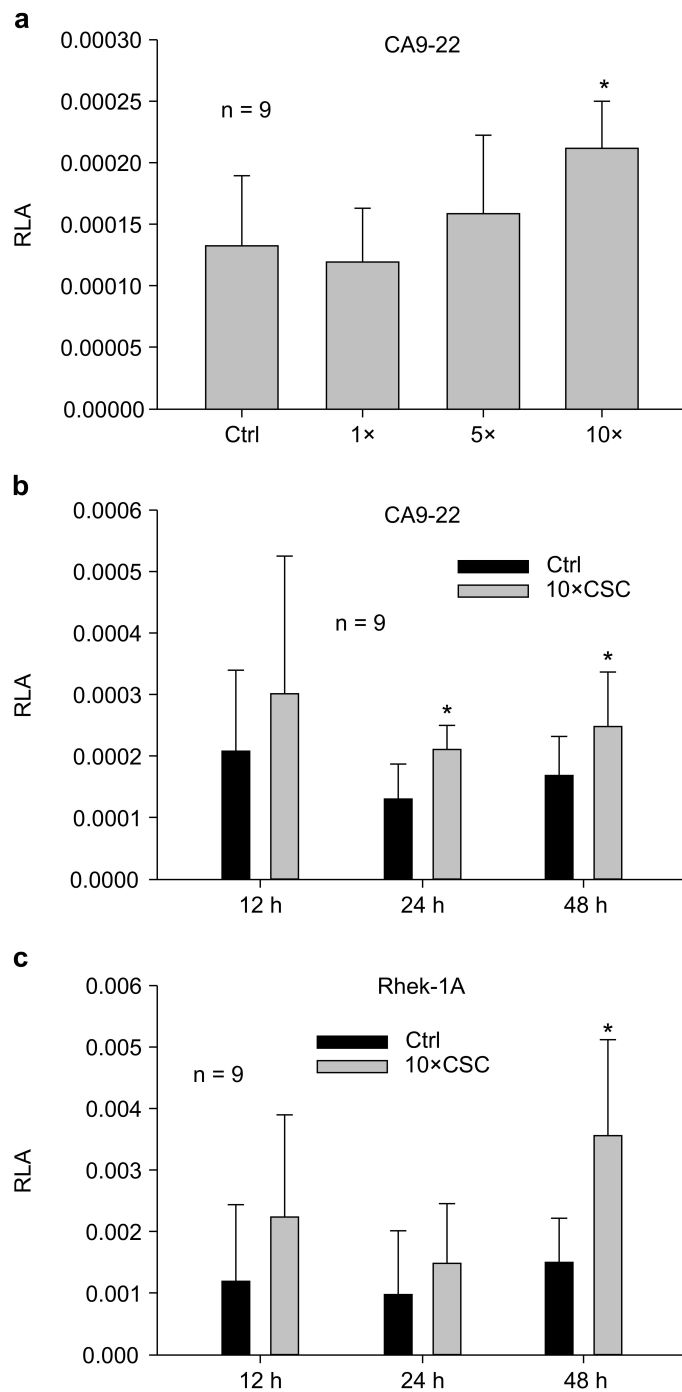 a
CA9-22
0.00030
0.00025
0.00020
0.00015
0.00010
0.00005
0.00000
RLA
n = 9
*
Ctrl 1× 5× 10×
b
CA9-22
0.0006
0.0005
0.0004
0.0003
0.0002
0.0001
0.0000
RLA
Ctrl
10×CSC
n = 9
*
*
12 h 24 h 48 h
c
Rhek-1A
0.006
0.005
0.004
0.003
0.002
0.001
0.000
RLA
Ctrl
10×CSC
n = 9
*
12 h 24 h 48 h